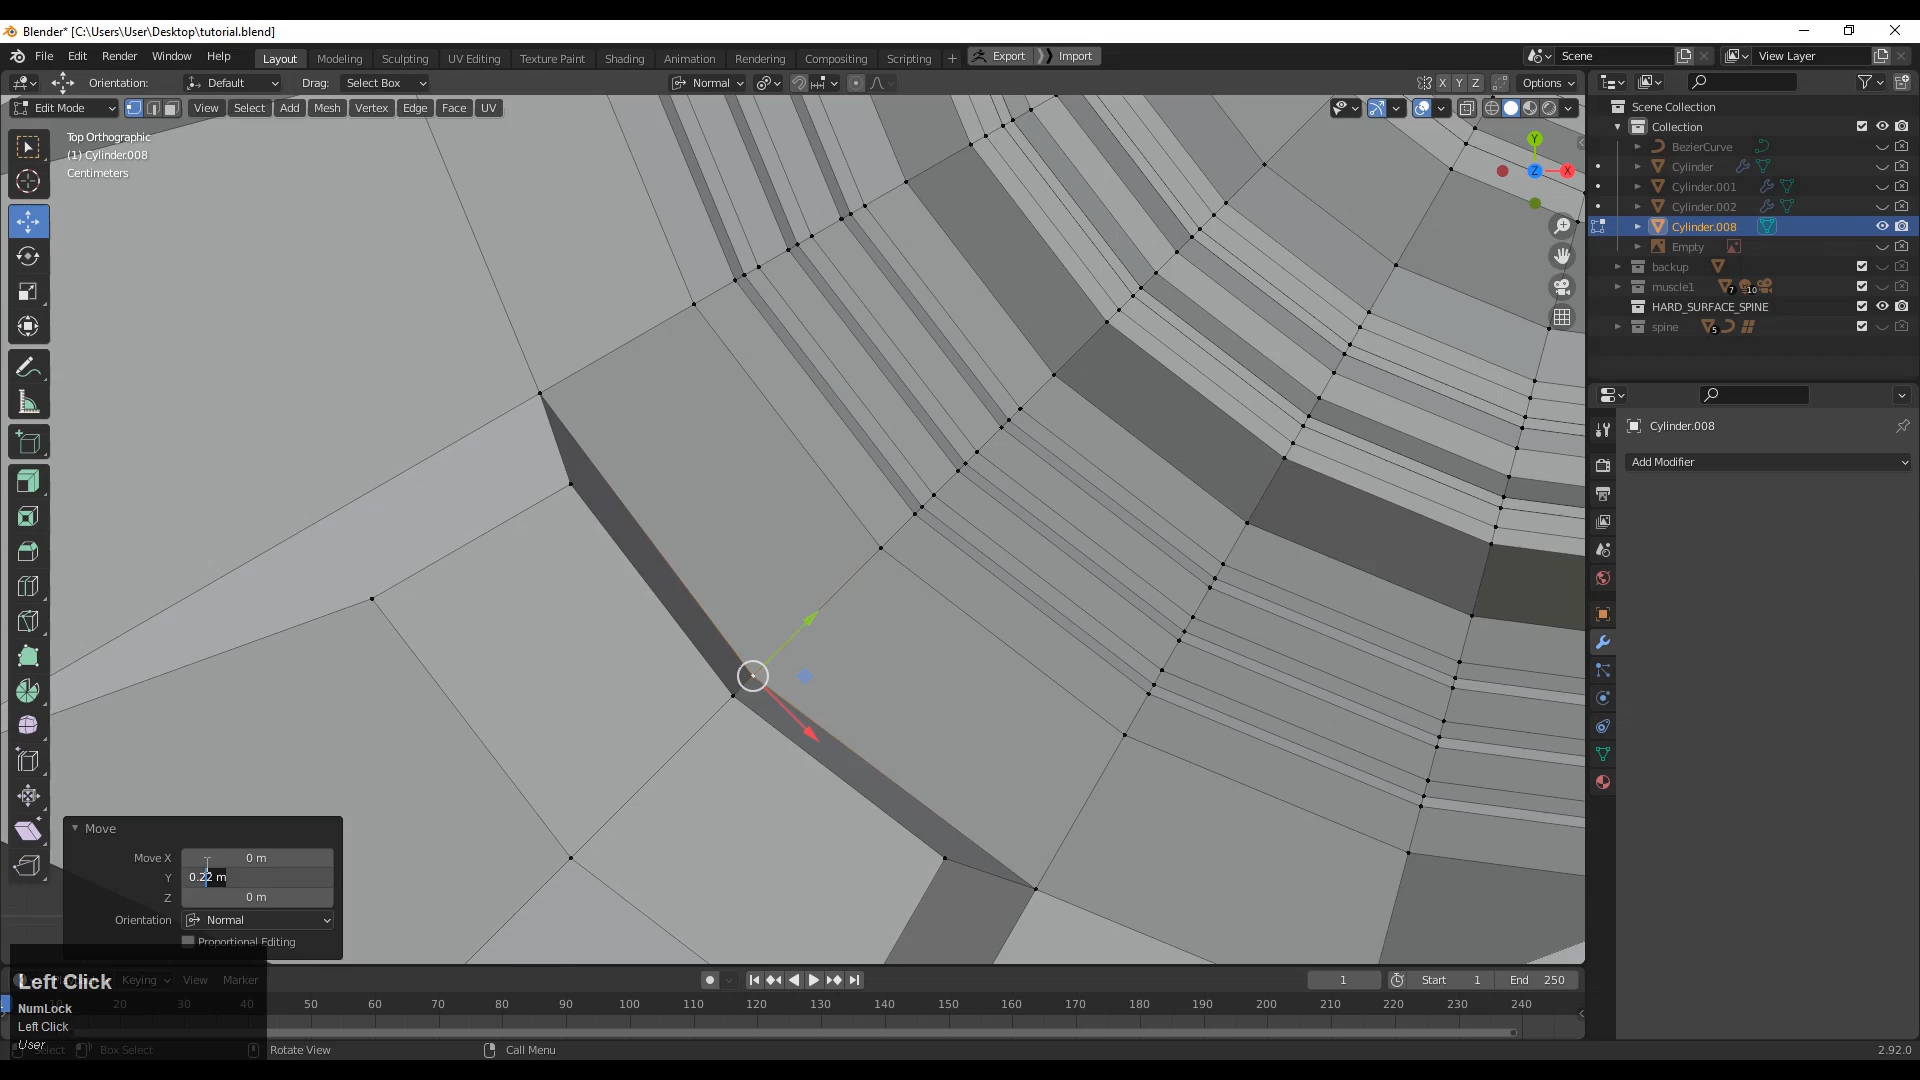 Blender* [C:\Users\User\Desktop\tutorial.blend]
File Edit Render Window Help Layout Modeling Sculpting UV Editing Texture Paint Shading Animation Rendering Compositing Scripting + Export Import Scene View Layer
Orientation: Default Drag: Select Box Normal X Y Z Options
Edit Mode View Select Add Mesh Vertex Edge Face UV
Top Orthographic
(1) Cylinder.008
Centimeters
Y
Z X
Scene Collection
Collection
BezierCurve
Cylinder
Cylinder.001
Cylinder.002
Cylinder.008
Empty
backup
muscle1 7 10
HARD_SURFACE_SPINE
spine 5
Cylinder.008
Add Modifier
Move
Move X 0 m
Y 0.22 m
Z 0 m
Orientation Normal
Proportional Editing
Left Click
NumLock
Left Click
User
Keying View Marker
1 Start 1 End 250
10 20 30 40 50 60 70 80 90 100 110 120 130 140 150 160 170 180 190 200 210 220 230 240
Select Box Select Rotate View Call Menu 2.92.0